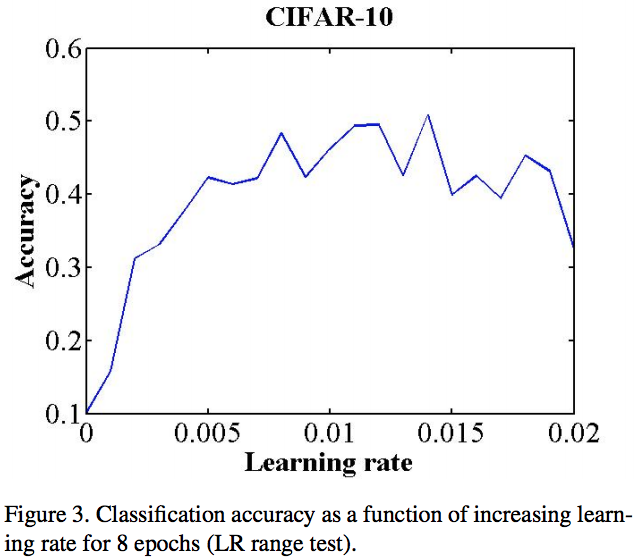 CIFAR-10
0.6
0.5
0.4
0.3
0.2
0.1
Accuracy
0 0.005 0.01 0.015 0.02
Learning rate
Figure 3. Classification accuracy as a function of increasing learn-
ing rate for 8 epochs (LR range test).